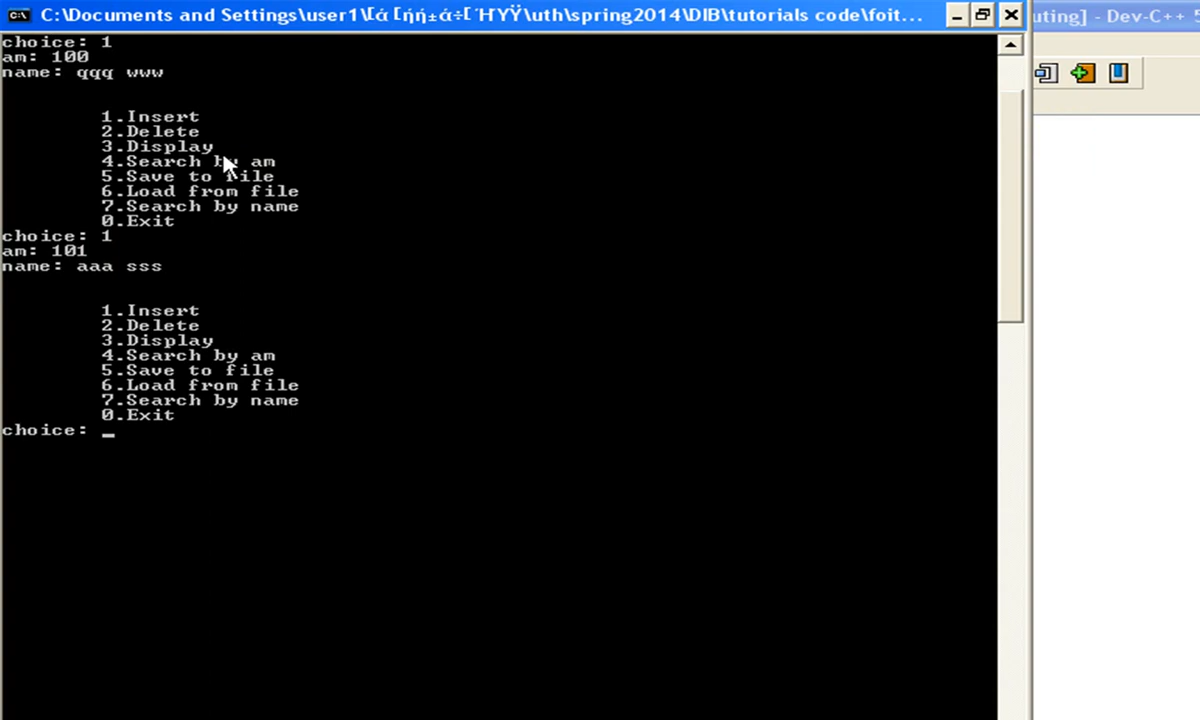 C:\Documents and Settings\user1\ \uth\spring2014\DIB\tutorials code\foit...
uting] - Dev-C++
choice: 1
am: 100
name: qqq www
1.Insert
2.Delete
3.Display
4.Search by am
5.Save to file
6.Load from file
7.Search by name
0.Exit
choice: 1
am: 101
name: aaa sss
1.Insert
2.Delete
3.Display
4.Search by am
5.Save to file
6.Load from file
7.Search by name
0.Exit
choice: _